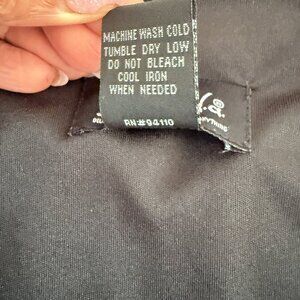 MACHINE WASH COLD
TUMBLE DRY LOW
DO NOT BLEACH
COOL IRON
WHEN NEEDED
RN#94110